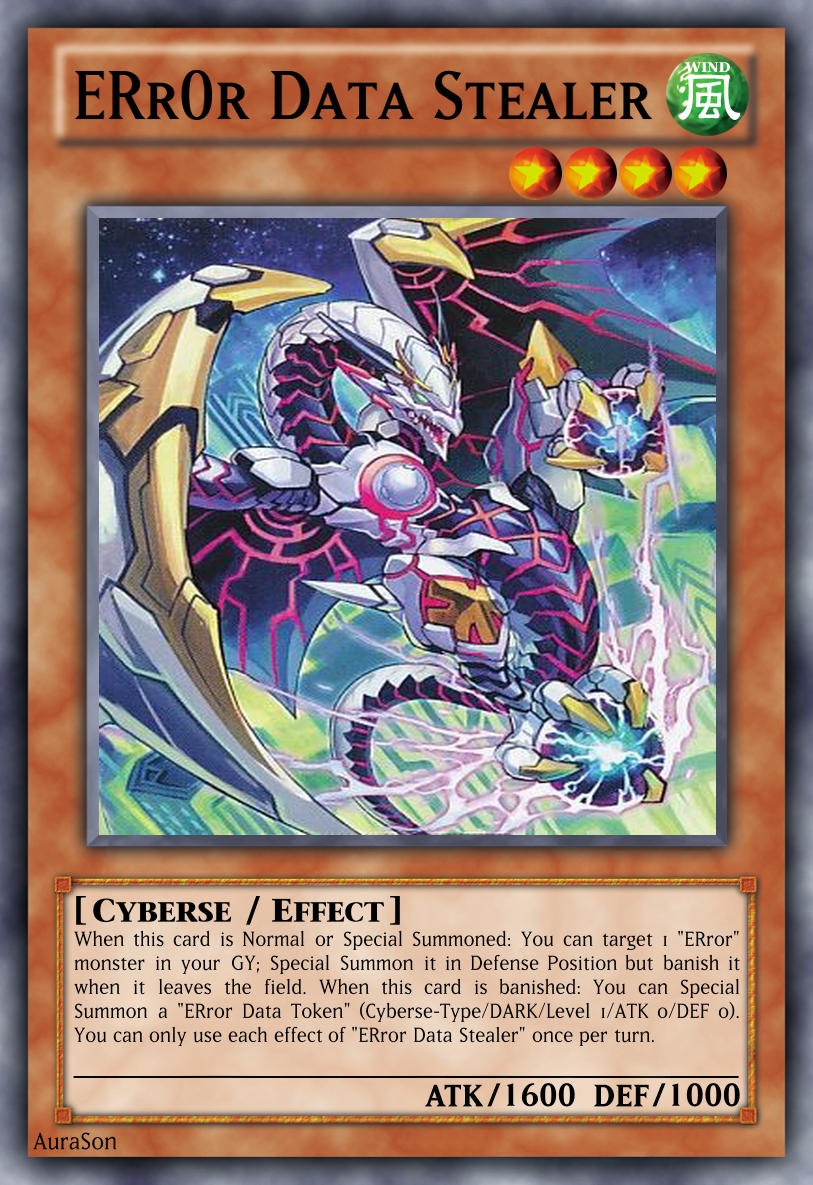 ERr0r Data Stealer
WIND
風
[ Cyberse / Effect ]
When this card is Normal or Special Summoned: You can target 1 "ERror"
monster in your GY; Special Summon it in Defense Position but banish it
when it leaves the field. When this card is banished: You can Special
Summon a "ERror Data Token" (Cyberse-Type/DARK/Level 1/ATK 0/DEF 0).
You can only use each effect of "ERror Data Stealer" once per turn.
ATK/1600 DEF/1000
AuraSon